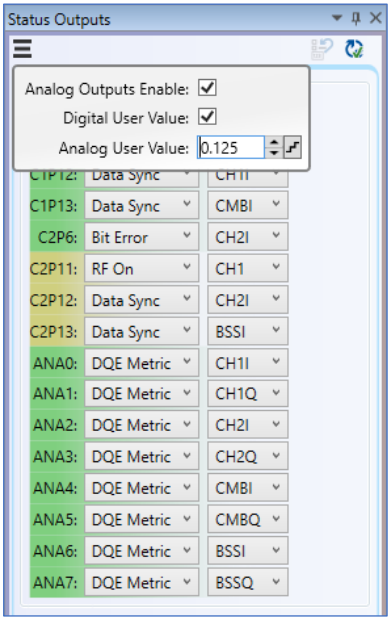 Status Outputs
Analog Outputs Enable:
Digital User Value:
Analog User Value: 0.125
C1P12: Data Sync CH1I
C1P13: Data Sync CMBI
C2P6: Bit Error CH2I
C2P11: RF On CH1
C2P12: Data Sync CH2I
C2P13: Data Sync BSSI
ANA0: DQE Metric CH1I
ANA1: DQE Metric CH1Q
ANA2: DQE Metric CH2I
ANA3: DQE Metric CH2Q
ANA4: DQE Metric CMBI
ANA5: DQE Metric CMBQ
ANA6: DQE Metric BSSI
ANA7: DQE Metric BSSQ